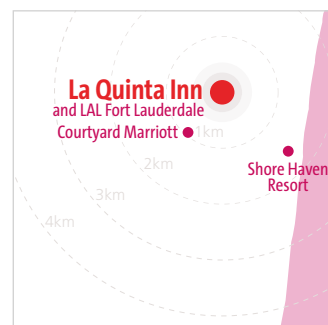 La Quinta Inn
and LAL Fort Lauderdale
Courtyard Marriott
1km
2km
Shore Haven
Resort
3km
4km